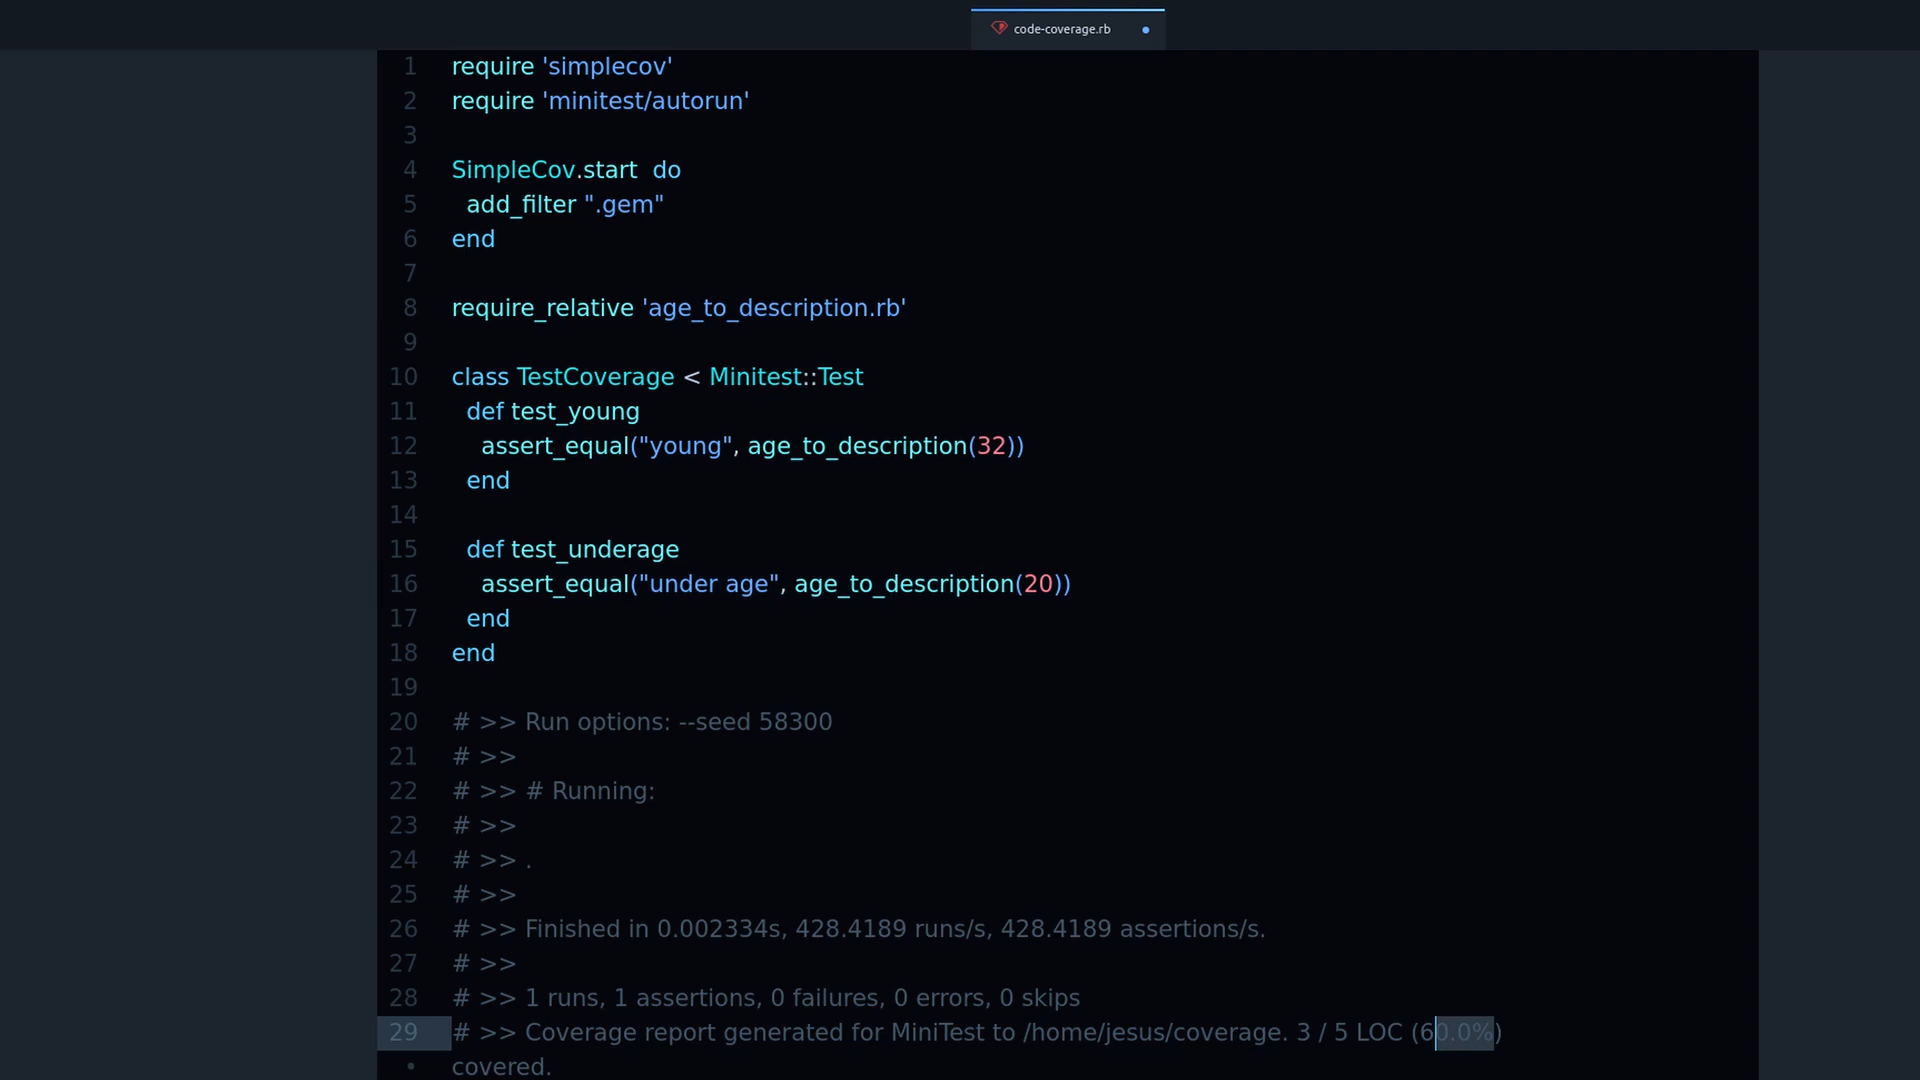 code-coverage.rb
1 require 'simplecov'
2 require 'minitest/autorun'
3
4 SimpleCov.start  do
5   add_filter ".gem"
6 end
7
8 require_relative 'age_to_description.rb'
9
10 class TestCoverage < Minitest::Test
11   def test_young
12     assert_equal("young", age_to_description(32))
13   end
14
15   def test_underage
16     assert_equal("under age", age_to_description(20))
17   end
18 end
19
20 # >> Run options: --seed 58300
21 # >>
22 # >> # Running:
23 # >>
24 # >> .
25 # >>
26 # >> Finished in 0.002334s, 428.4189 runs/s, 428.4189 assertions/s.
27 # >>
28 # >> 1 runs, 1 assertions, 0 failures, 0 errors, 0 skips
29 # >> Coverage report generated for MiniTest to /home/jesus/coverage. 3 / 5 LOC (60.0%)
• covered.